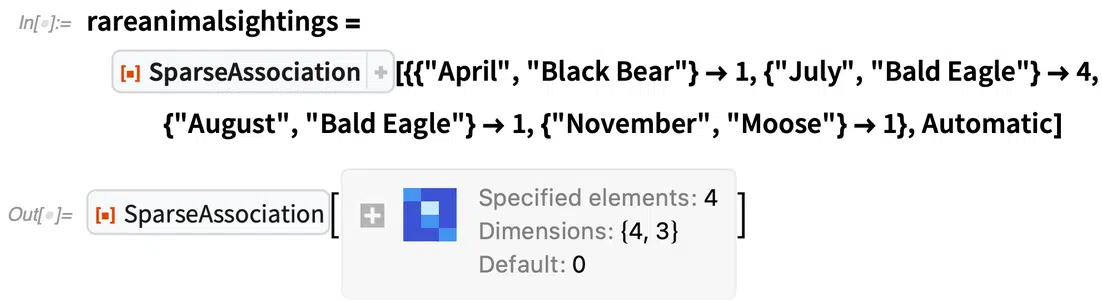 In[ ]:= rareanimalsightings =
SparseAssociation +[{{"April", "Black Bear"} → 1, {"July", "Bald Eagle"} → 4,
{"August", "Bald Eagle"} → 1, {"November", "Moose"} → 1}, Automatic]
Out[ ]= SparseAssociation[ + Specified elements: 4
Dimensions: {4, 3}
Default: 0 ]